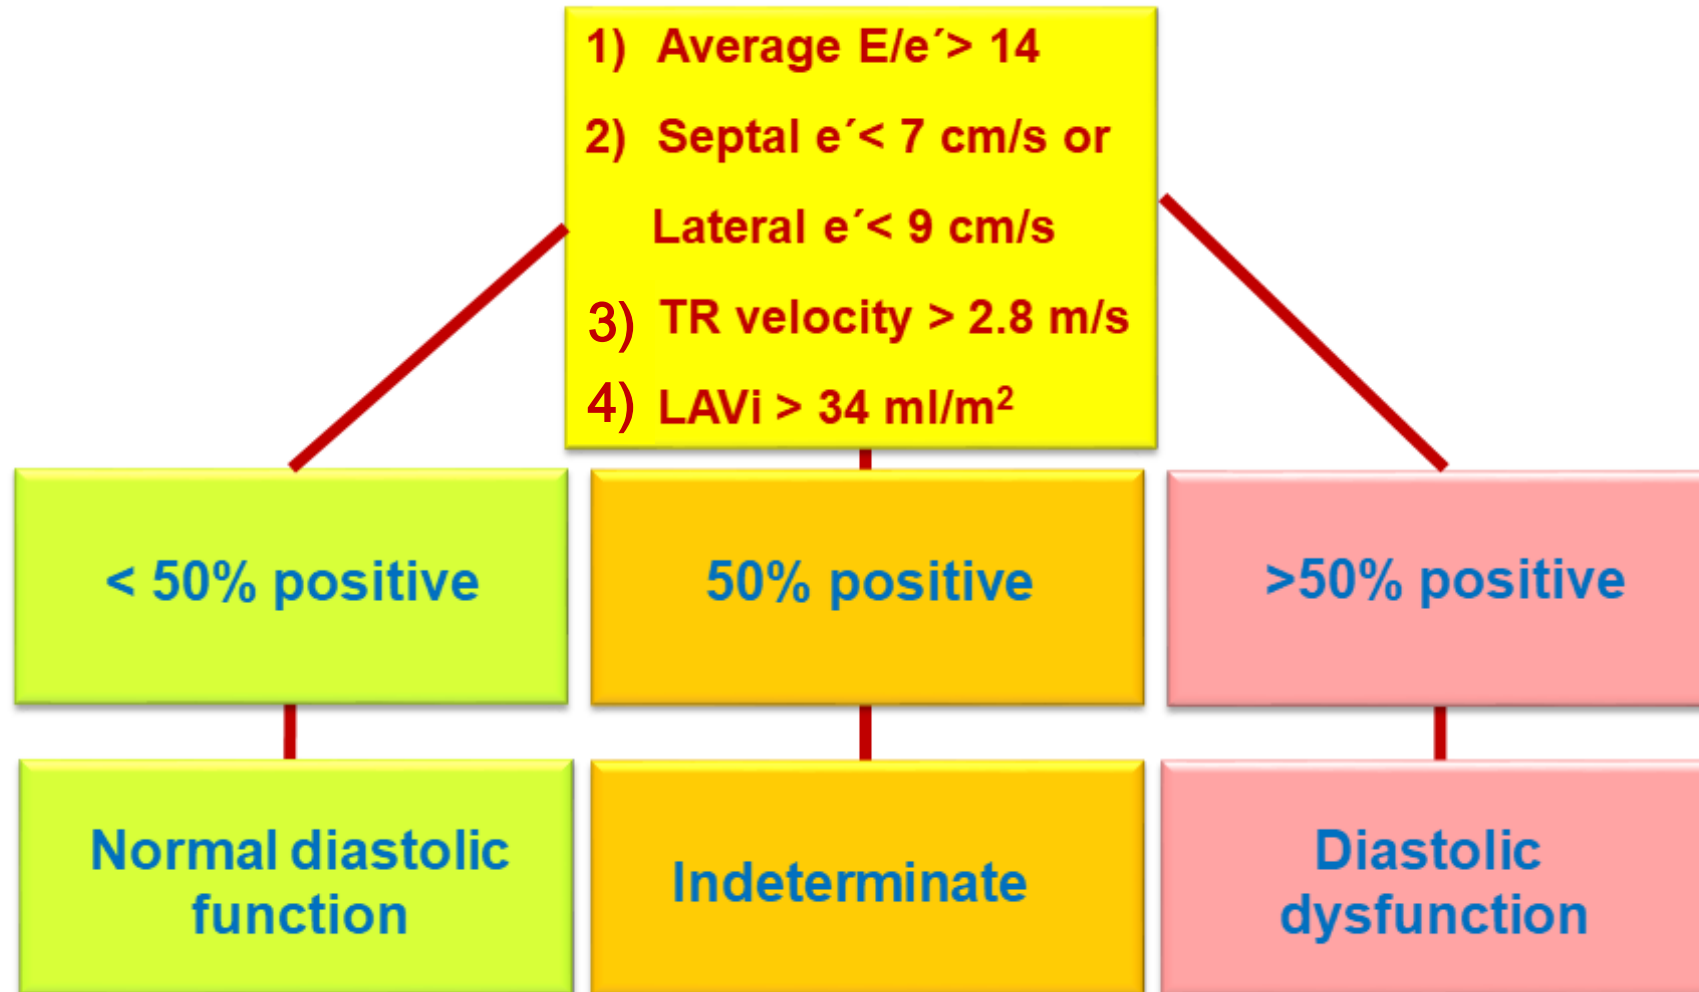 1) Average E/e´> 14
2) Septal e´< 7 cm/s or
Lateral e´< 9 cm/s
3) TR velocity > 2.8 m/s
4) LAVi > 34 ml/m²
< 50% positive
50% positive
>50% positive
Normal diastolic
function
Indeterminate
Diastolic
dysfunction